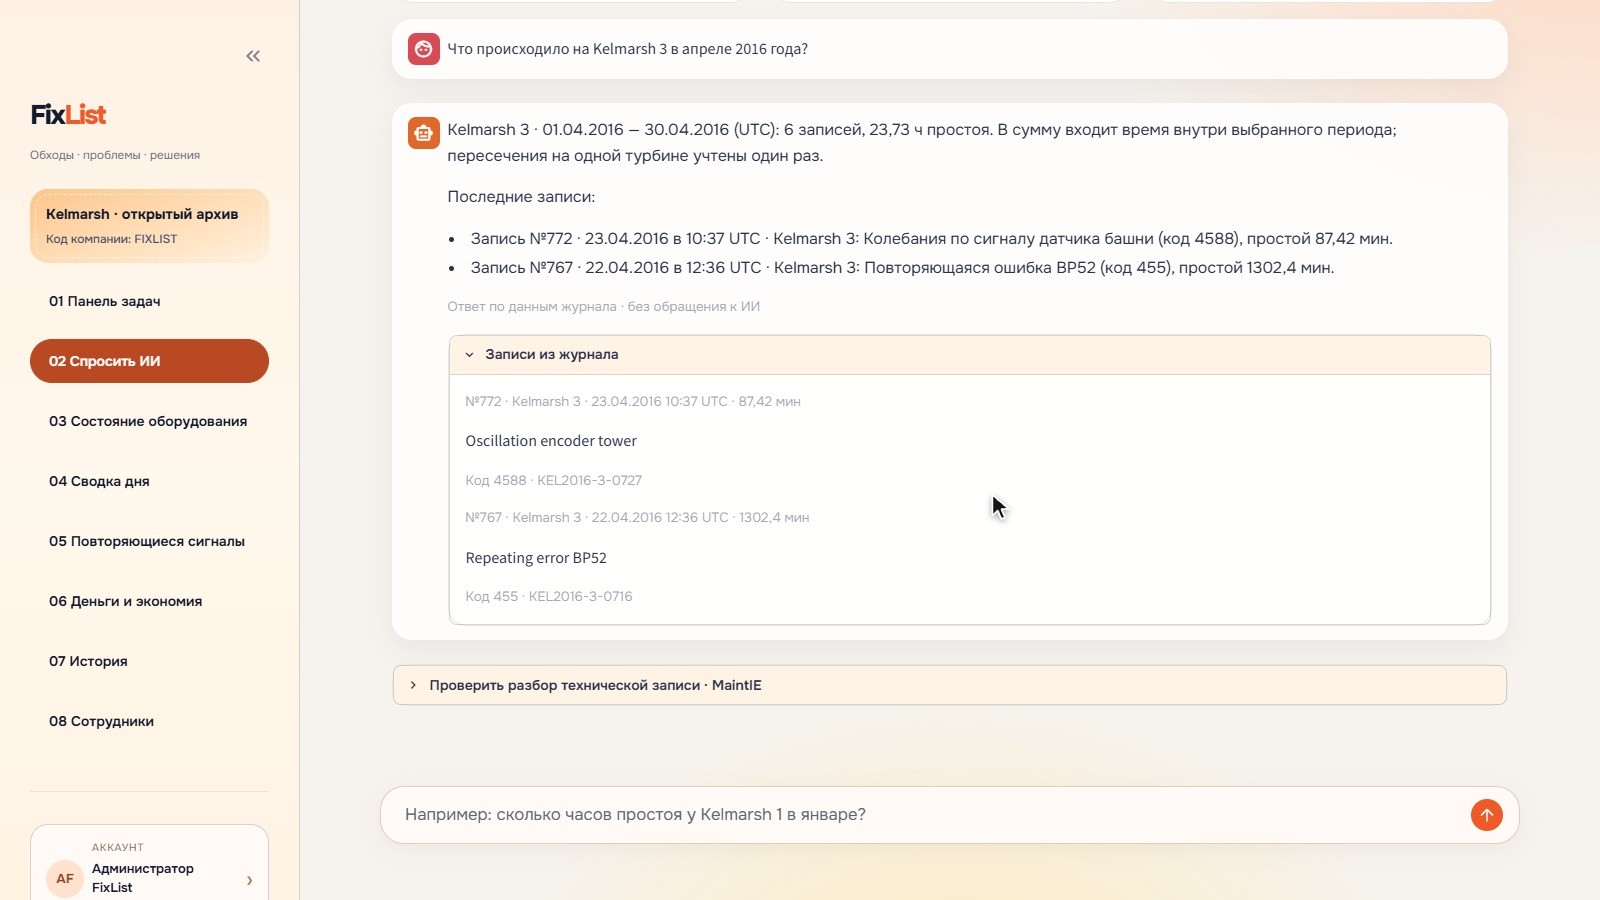 FixList
Обходы · проблемы · решения
Kelmarsh · открытый архив
Код компании: FIXLIST
01 Панель задач
02 Спросить ИИ
03 Состояние оборудования
04 Сводка дня
05 Повторяющиеся сигналы
06 Деньги и экономия
07 История
08 Сотрудники
АККАУНТ
AF
Администратор
FixList
Что происходило на Kelmarsh 3 в апреле 2016 года?
Kelmarsh 3 · 01.04.2016 — 30.04.2016 (UTC): 6 записей, 23,73 ч простоя. В сумму входит время внутри выбранного периода;
пересечения на одной турбине учтены один раз.
Последние записи:
• Запись №772 · 23.04.2016 в 10:37 UTC · Kelmarsh 3: Колебания по сигналу датчика башни (код 4588), простой 87,42 мин.
• Запись №767 · 22.04.2016 в 12:36 UTC · Kelmarsh 3: Повторяющаяся ошибка BP52 (код 455), простой 1302,4 мин.
Ответ по данным журнала · без обращения к ИИ
Записи из журнала
№772 · Kelmarsh 3 · 23.04.2016 10:37 UTC · 87,42 мин
Oscillation encoder tower
Код 4588 · KEL2016-3-0727
№767 · Kelmarsh 3 · 22.04.2016 12:36 UTC · 1302,4 мин
Repeating error BP52
Код 455 · KEL2016-3-0716
Проверить разбор технической записи · MaintIE
Например: сколько часов простоя у Kelmarsh 1 в январе?